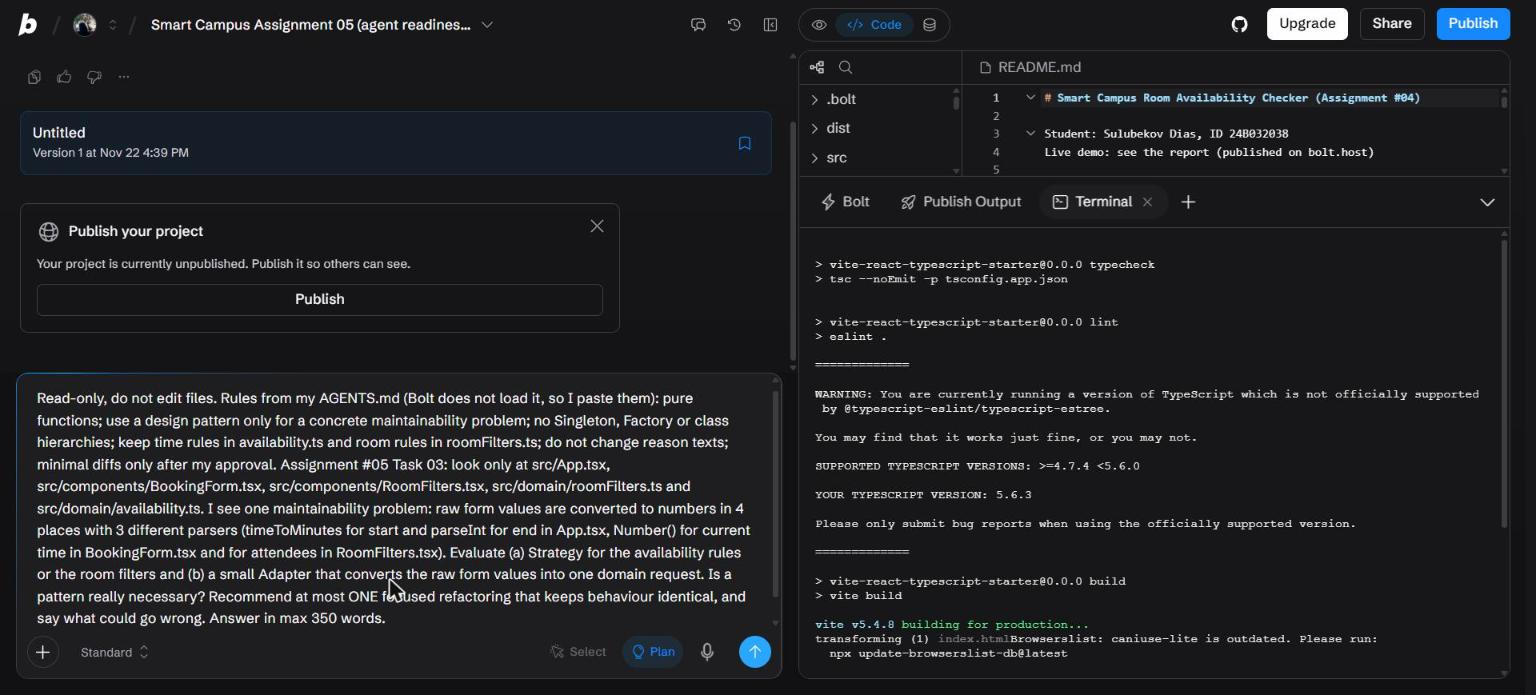 b / / Smart Campus Assignment 05 (agent readines...
Code
Upgrade
Share
Publish
Untitled
Version 1 at Nov 22 4:39 PM
Publish your project
Your project is currently unpublished. Publish it so others can see.
Publish
Read-only, do not edit files. Rules from my AGENTS.md (Bolt does not load it, so I paste them): pure
functions; use a design pattern only for a concrete maintainability problem; no Singleton, Factory or class
hierarchies; keep time rules in availability.ts and room rules in roomFilters.ts; do not change reason texts;
minimal diffs only after my approval. Assignment #05 Task 03: look only at src/App.tsx,
src/components/BookingForm.tsx, src/components/RoomFilters.tsx, src/domain/roomFilters.ts and
src/domain/availability.ts. I see one maintainability problem: raw form values are converted to numbers in 4
places with 3 different parsers (timeToMinutes for start and parseInt for end in App.tsx, Number() for current
time in BookingForm.tsx and for attendees in RoomFilters.tsx). Evaluate (a) Strategy for the availability rules
or the room filters and (b) a small Adapter that converts the raw form values into one domain request. Is a
pattern really necessary? Recommend at most ONE focused refactoring that keeps behaviour identical, and
say what could go wrong. Answer in max 350 words.
Standard
Select
Plan
README.md
.bolt
dist
src
1 # Smart Campus Room Availability Checker (Assignment #04)
2
3 Student: Sulubekov Dias, ID 24B032038
4 Live demo: see the report (published on bolt.host)
5
Bolt
Publish Output
Terminal
> vite-react-typescript-starter@0.0.0 typecheck
> tsc --noEmit -p tsconfig.app.json
> vite-react-typescript-starter@0.0.0 lint
> eslint .
=============
WARNING: You are currently running a version of TypeScript which is not officially supported
by @typescript-eslint/typescript-estree.
You may find that it works just fine, or you may not.
SUPPORTED TYPESCRIPT VERSIONS: >=4.7.4 <5.6.0
YOUR TYPESCRIPT VERSION: 5.6.3
Please only submit bug reports when using the officially supported version.
=============
> vite-react-typescript-starter@0.0.0 build
> vite build
vite v5.4.8 building for production...
transforming (1) index.htmlBrowserslist: caniuse-lite is outdated. Please run:
npx update-browserslist-db@latest